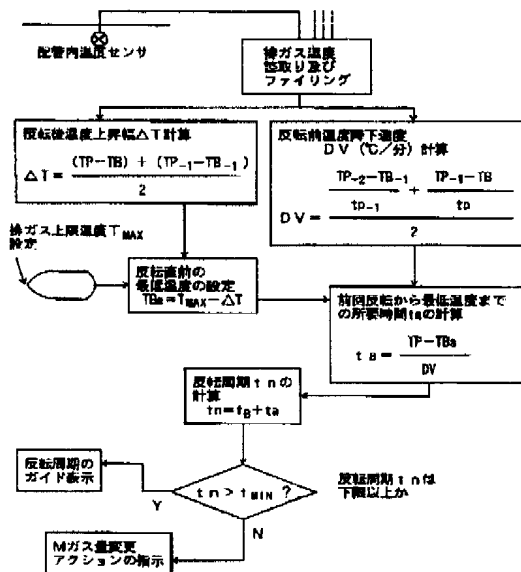 配管内温度センサ
排ガス温度
読取り及び
ファイリング
反転後温度上昇幅△T計算
△T= (TP-TB)+(TP-1-TB-1) / 2
反転前温度降下速度
DV(℃/分)計算
DV= (TP-2-TB-1 / tp-1 + TP-1-TB / tp) / 2
排ガス上限温度TMAX
設定
反転直前の
最低温度の設定
TBa=TMAX-△T
前回反転から最低温度まで
の所要時間taの計算
ta= TP-TBa / DV
反転周期tnの
計算
tn=tB+ta
反転周期の
ガイド表示
tn>tMIN?
反転周期tnは
下限以上か
Y
N
Mガス量変更
アクションの指示